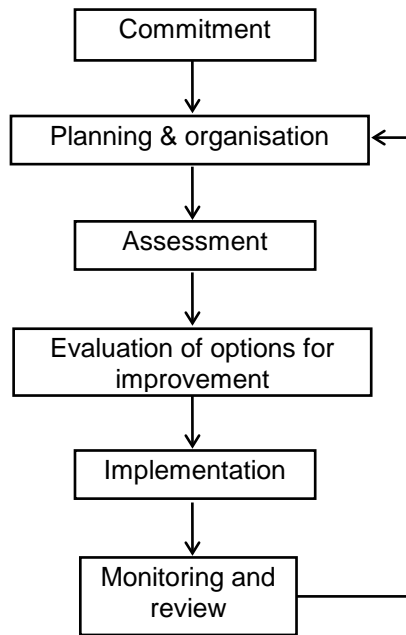 Commitment
Planning & organisation
Assessment
Evaluation of options for
improvement
Implementation
Monitoring and
review